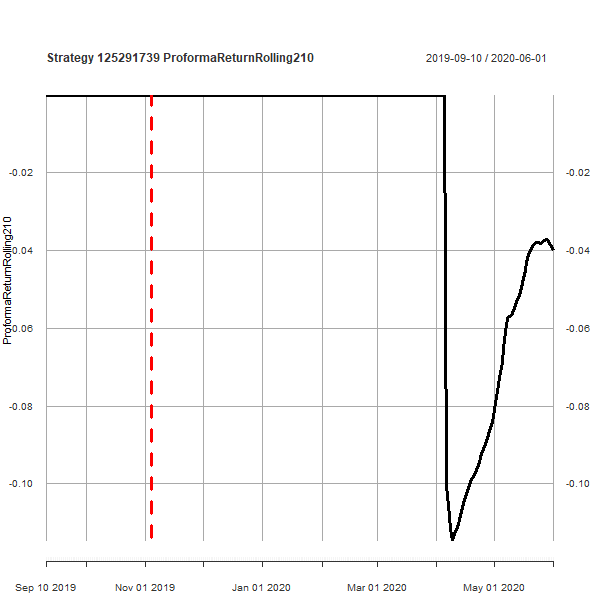 Strategy 125291739 ProformaReturnRolling210 2019-09-10 / 2020-06-01
-0.02 -0.02
-0.04 -0.04
-0.06 -0.06
-0.08 -0.08
-0.10 -0.10
ProformaReturnRolling210
Sep 10 2019 Nov 01 2019 Jan 01 2020 Mar 01 2020 May 01 2020